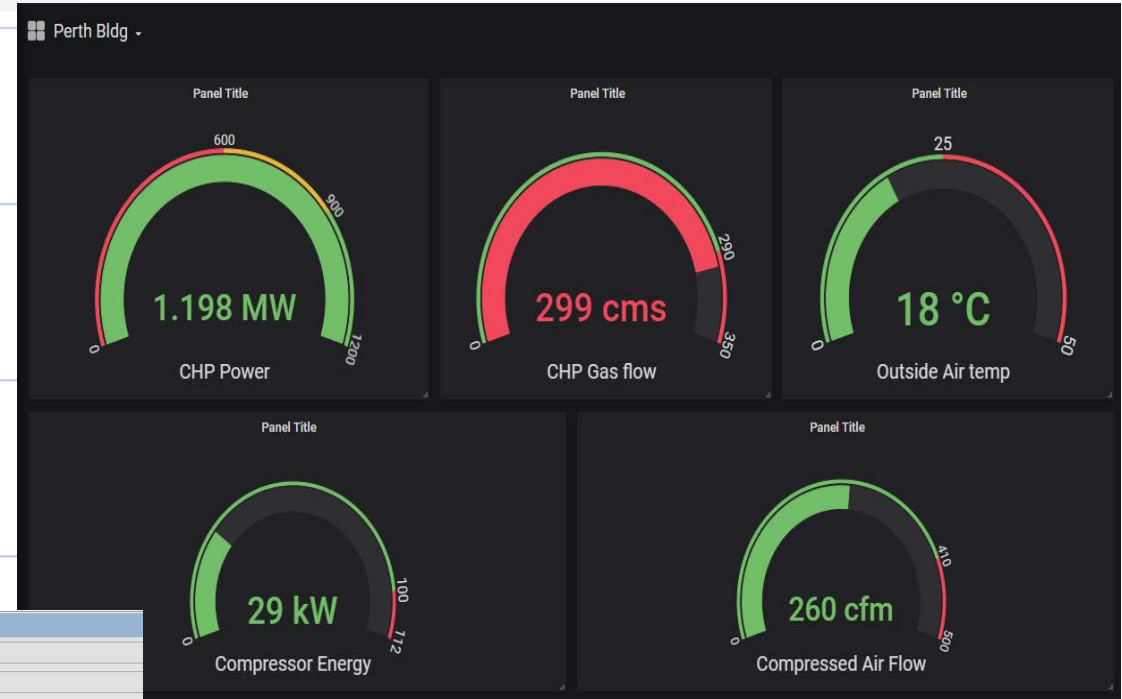 Perth Bldg
Panel Title
600
900
0
1200
1.198 MW
CHP Power
Panel Title
290
0
350
299 cms
CHP Gas flow
Panel Title
25
0
50
18 °C
Outside Air temp
Panel Title
100
0
112
29 kW
Compressor Energy
Panel Title
410
0
500
260 cfm
Compressed Air Flow